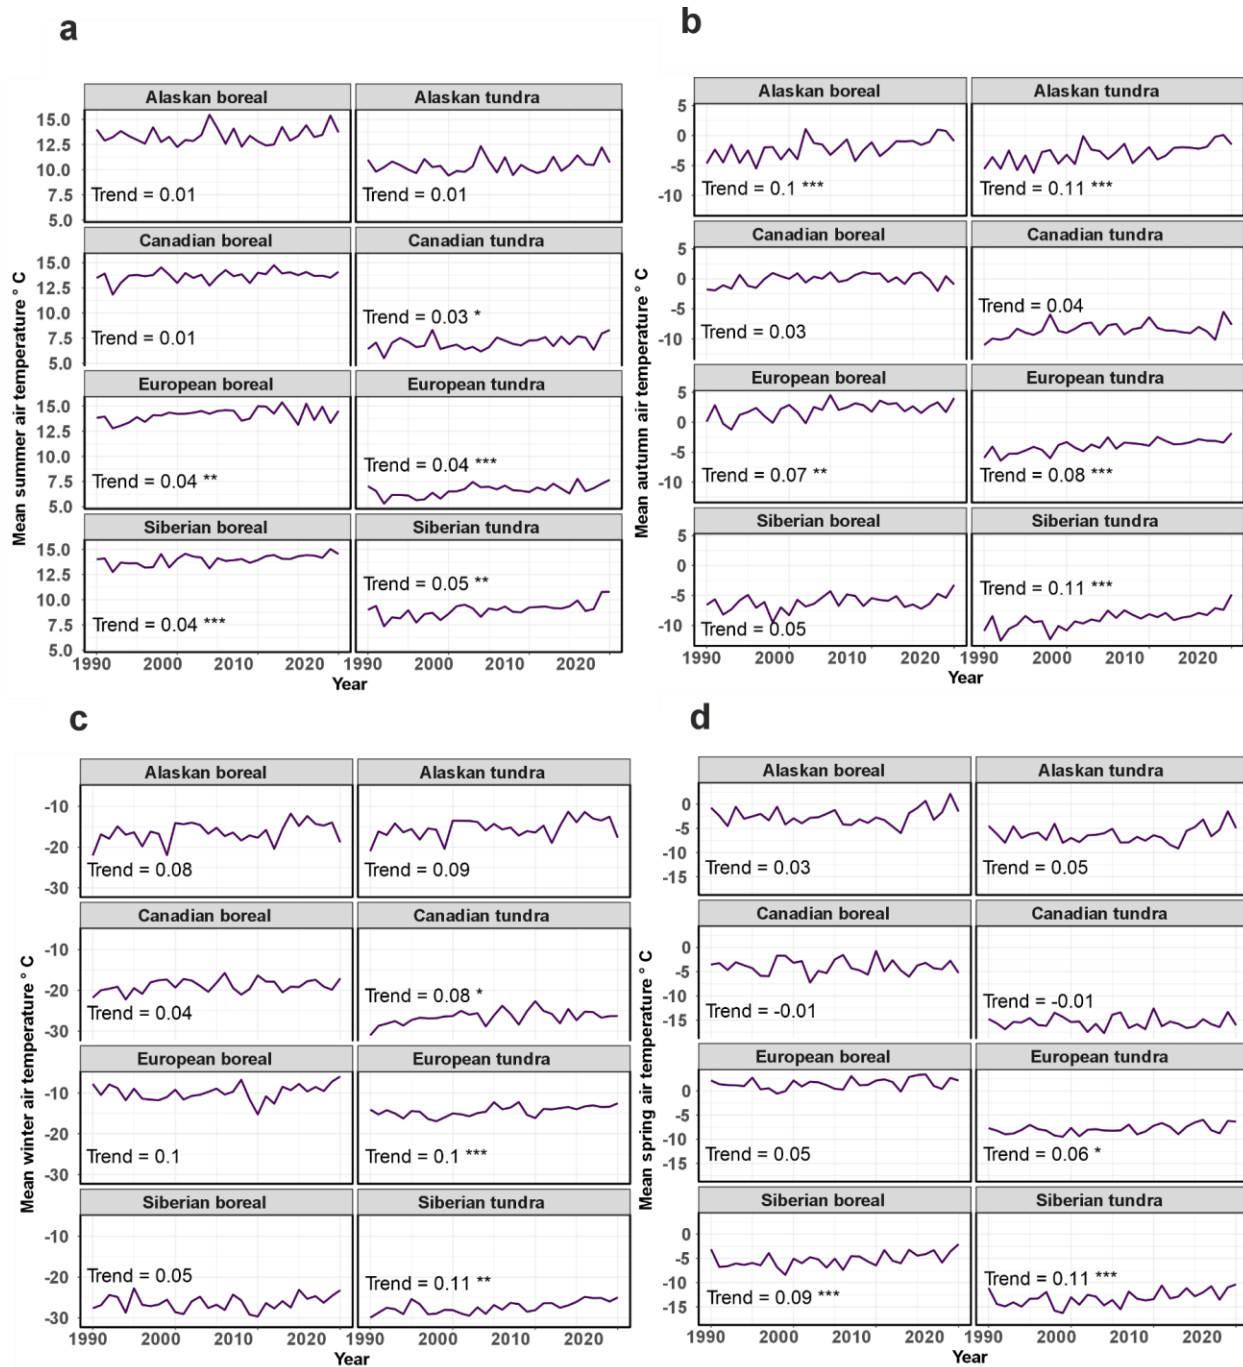 a
Mean summer air temperature ° C
Alaskan boreal
Alaskan tundra
15.0
12.5
10.0
7.5
5.0
Trend = 0.01
Trend = 0.01
Canadian boreal
Canadian tundra
15.0
12.5
10.0
7.5
5.0
Trend = 0.01
Trend = 0.03 *
European boreal
European tundra
15.0
12.5
10.0
7.5
5.0
Trend = 0.04 **
Trend = 0.04 ***
Siberian boreal
Siberian tundra
15.0
12.5
10.0
7.5
5.0
Trend = 0.04 ***
Trend = 0.05 **
1990 2000 2010 2020 1990 2000 2010 2020
Year
b
Mean autumn air temperature ° C
Alaskan boreal
Alaskan tundra
5
0
-5
-10
Trend = 0.1 ***
Trend = 0.11 ***
Canadian boreal
Canadian tundra
5
0
-5
-10
Trend = 0.03
Trend = 0.04
European boreal
European tundra
5
0
-5
-10
Trend = 0.07 **
Trend = 0.08 ***
Siberian boreal
Siberian tundra
5
0
-5
-10
Trend = 0.05
Trend = 0.11 ***
1990 2000 2010 2020 1990 2000 2010 2020
Year
c
Mean winter air temperature ° C
Alaskan boreal
Alaskan tundra
-10
-20
-30
Trend = 0.08
Trend = 0.09
Canadian boreal
Canadian tundra
-10
-20
-30
Trend = 0.04
Trend = 0.08 *
European boreal
European tundra
-10
-20
-30
Trend = 0.1
Trend = 0.1 ***
Siberian boreal
Siberian tundra
-10
-20
-30
Trend = 0.05
Trend = 0.11 **
1990 2000 2010 2020 1990 2000 2010 2020
Year
d
Mean spring air temperature ° C
Alaskan boreal
Alaskan tundra
0
-5
-10
-15
Trend = 0.03
Trend = 0.05
Canadian boreal
Canadian tundra
0
-5
-10
-15
Trend = -0.01
Trend = -0.01
European boreal
European tundra
0
-5
-10
-15
Trend = 0.05
Trend = 0.06 *
Siberian boreal
Siberian tundra
0
-5
-10
-15
Trend = 0.09 ***
Trend = 0.11 ***
1990 2000 2010 2020 1990 2000 2010 2020
Year